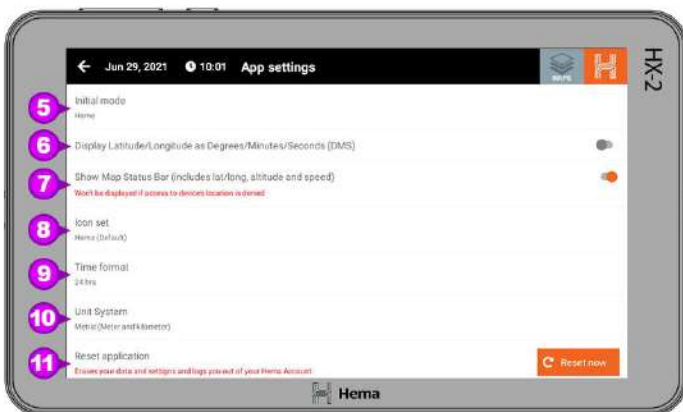 Jun 29, 2021 10:01 App settings
MAPS
HX-2
5 Initial mode
Home
6 Display Latitude/Longitude as Degrees/Minutes/Seconds (DMS)
7 Show Map Status Bar (includes lat/long, altitude and speed)
Won't be displayed if access to device's location is denied
8 Icon set
Hema (Default)
9 Time format
24 hrs
10 Unit System
Metric (Meter and kilometer)
11 Reset application
Erases your data and settigns and logs you out of your Hema Account
Reset now
Hema